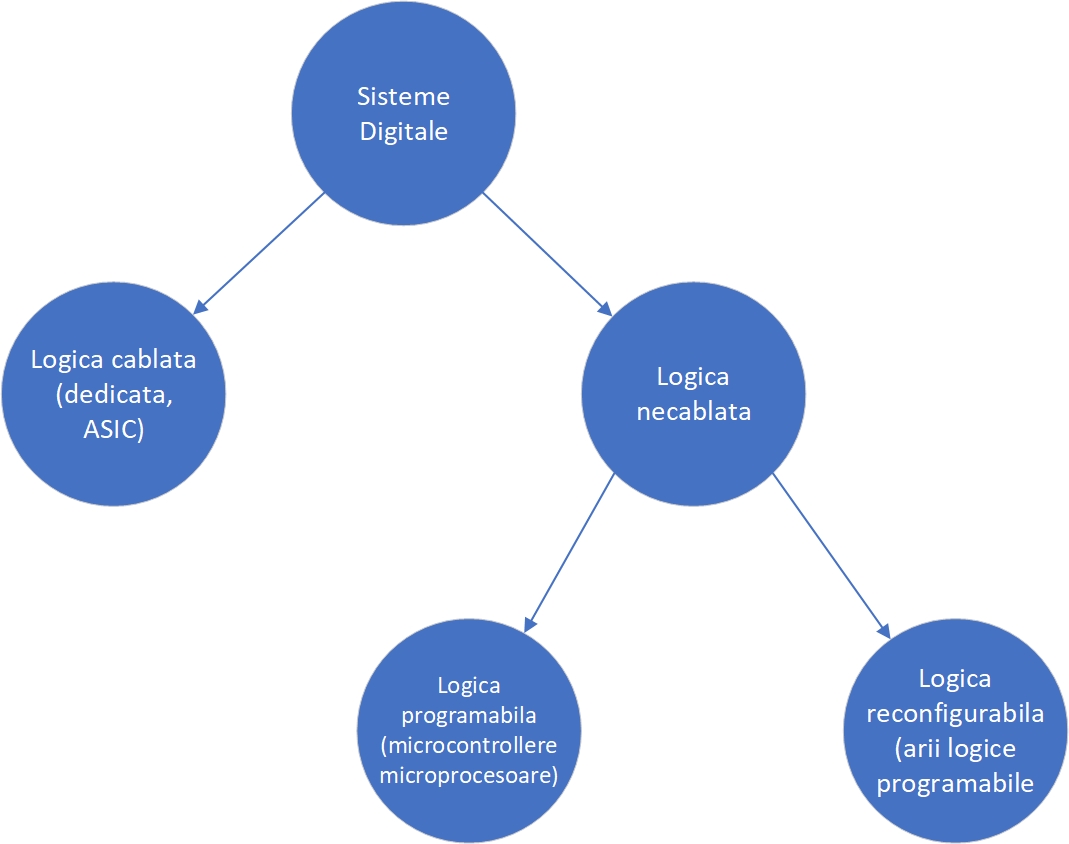 Sisteme
Digitale
Logica cablata
(dedicata,
ASIC)
Logica
necablata
Logica
programabila
(microcontrollere
microprocesoare)
Logica
reconfigurabila
(arii logice
programabile